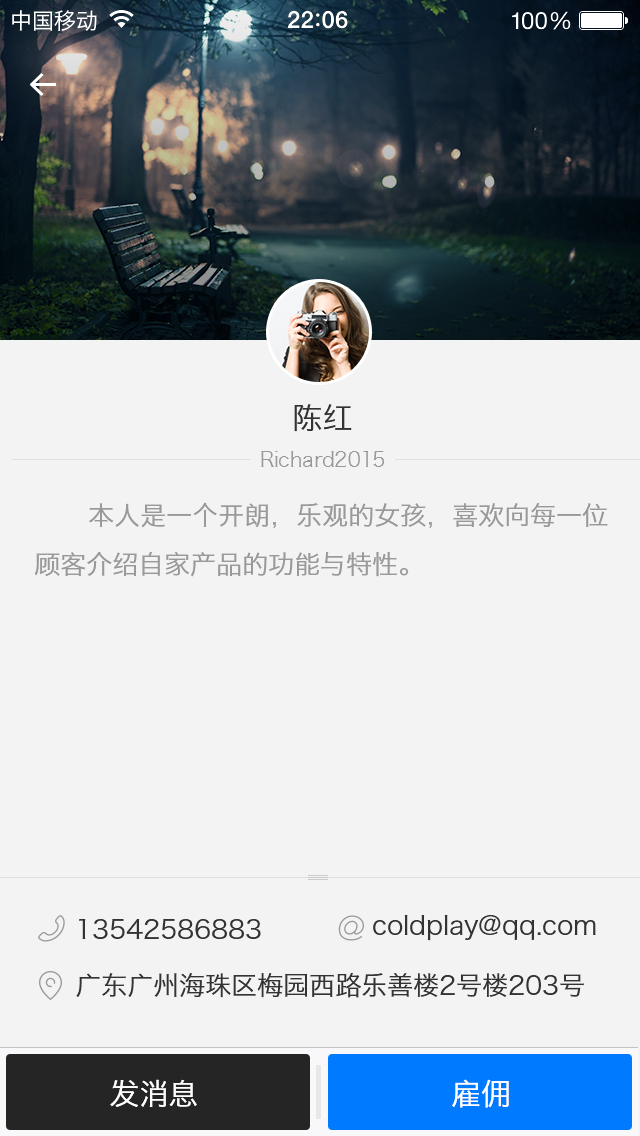 中国移动 22:06 100%
陈红
Richard2015
本人是一个开朗，乐观的女孩，喜欢向每一位
顾客介绍自家产品的功能与特性。
13542586883 coldplay@qq.com
广东广州海珠区梅园西路乐善楼2号楼203号
发消息 雇佣